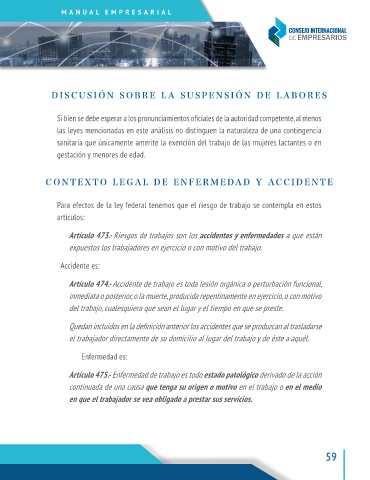 MANUAL EMPRESARIAL
CONSEJO INTERNACIONAL
DE EMPRESARIOS
DISCUSIÓN SOBRE LA SUSPENSIÓN DE LABORES
Si bien se debe esperar a los pronunciamientos oficiales de la autoridad competente, al menos
las leyes mencionadas en este análisis no distinguen la naturaleza de una contingencia
sanitaria que únicamente amerite la exención del trabajo de las mujeres lactantes o en
gestación y menores de edad.
CONTEXTO LEGAL DE ENFERMEDAD Y ACCIDENTE
Para efectos de la ley federal tenemos que el riesgo de trabajo se contempla en estos
artículos:
Artículo 473.- Riesgos de trabajos son los accidentes y enfermedades a que están
expuestos los trabajadores en ejercicio o con motivo del trabajo.
Accidente es:
Artículo 474.- Accidente de trabajo es toda lesión orgánica o perturbación funcional,
inmediata o posterior, o la muerte, producida repentinamente en ejercicio, o con motivo
del trabajo, cualesquiera que sean el lugar y el tiempo en que se preste.
Quedan incluidos en la definición anterior los accidentes que se produzcan al trasladarse
el trabajador directamente de su domicilio al lugar del trabajo y de éste a aquél.
Enfermedad es:
Artículo 475.- Enfermedad de trabajo es todo estado patológico derivado de la acción
continuada de una causa que tenga su origen o motivo en el trabajo o en el medio
en que el trabajador se vea obligado a prestar sus servicios.
59